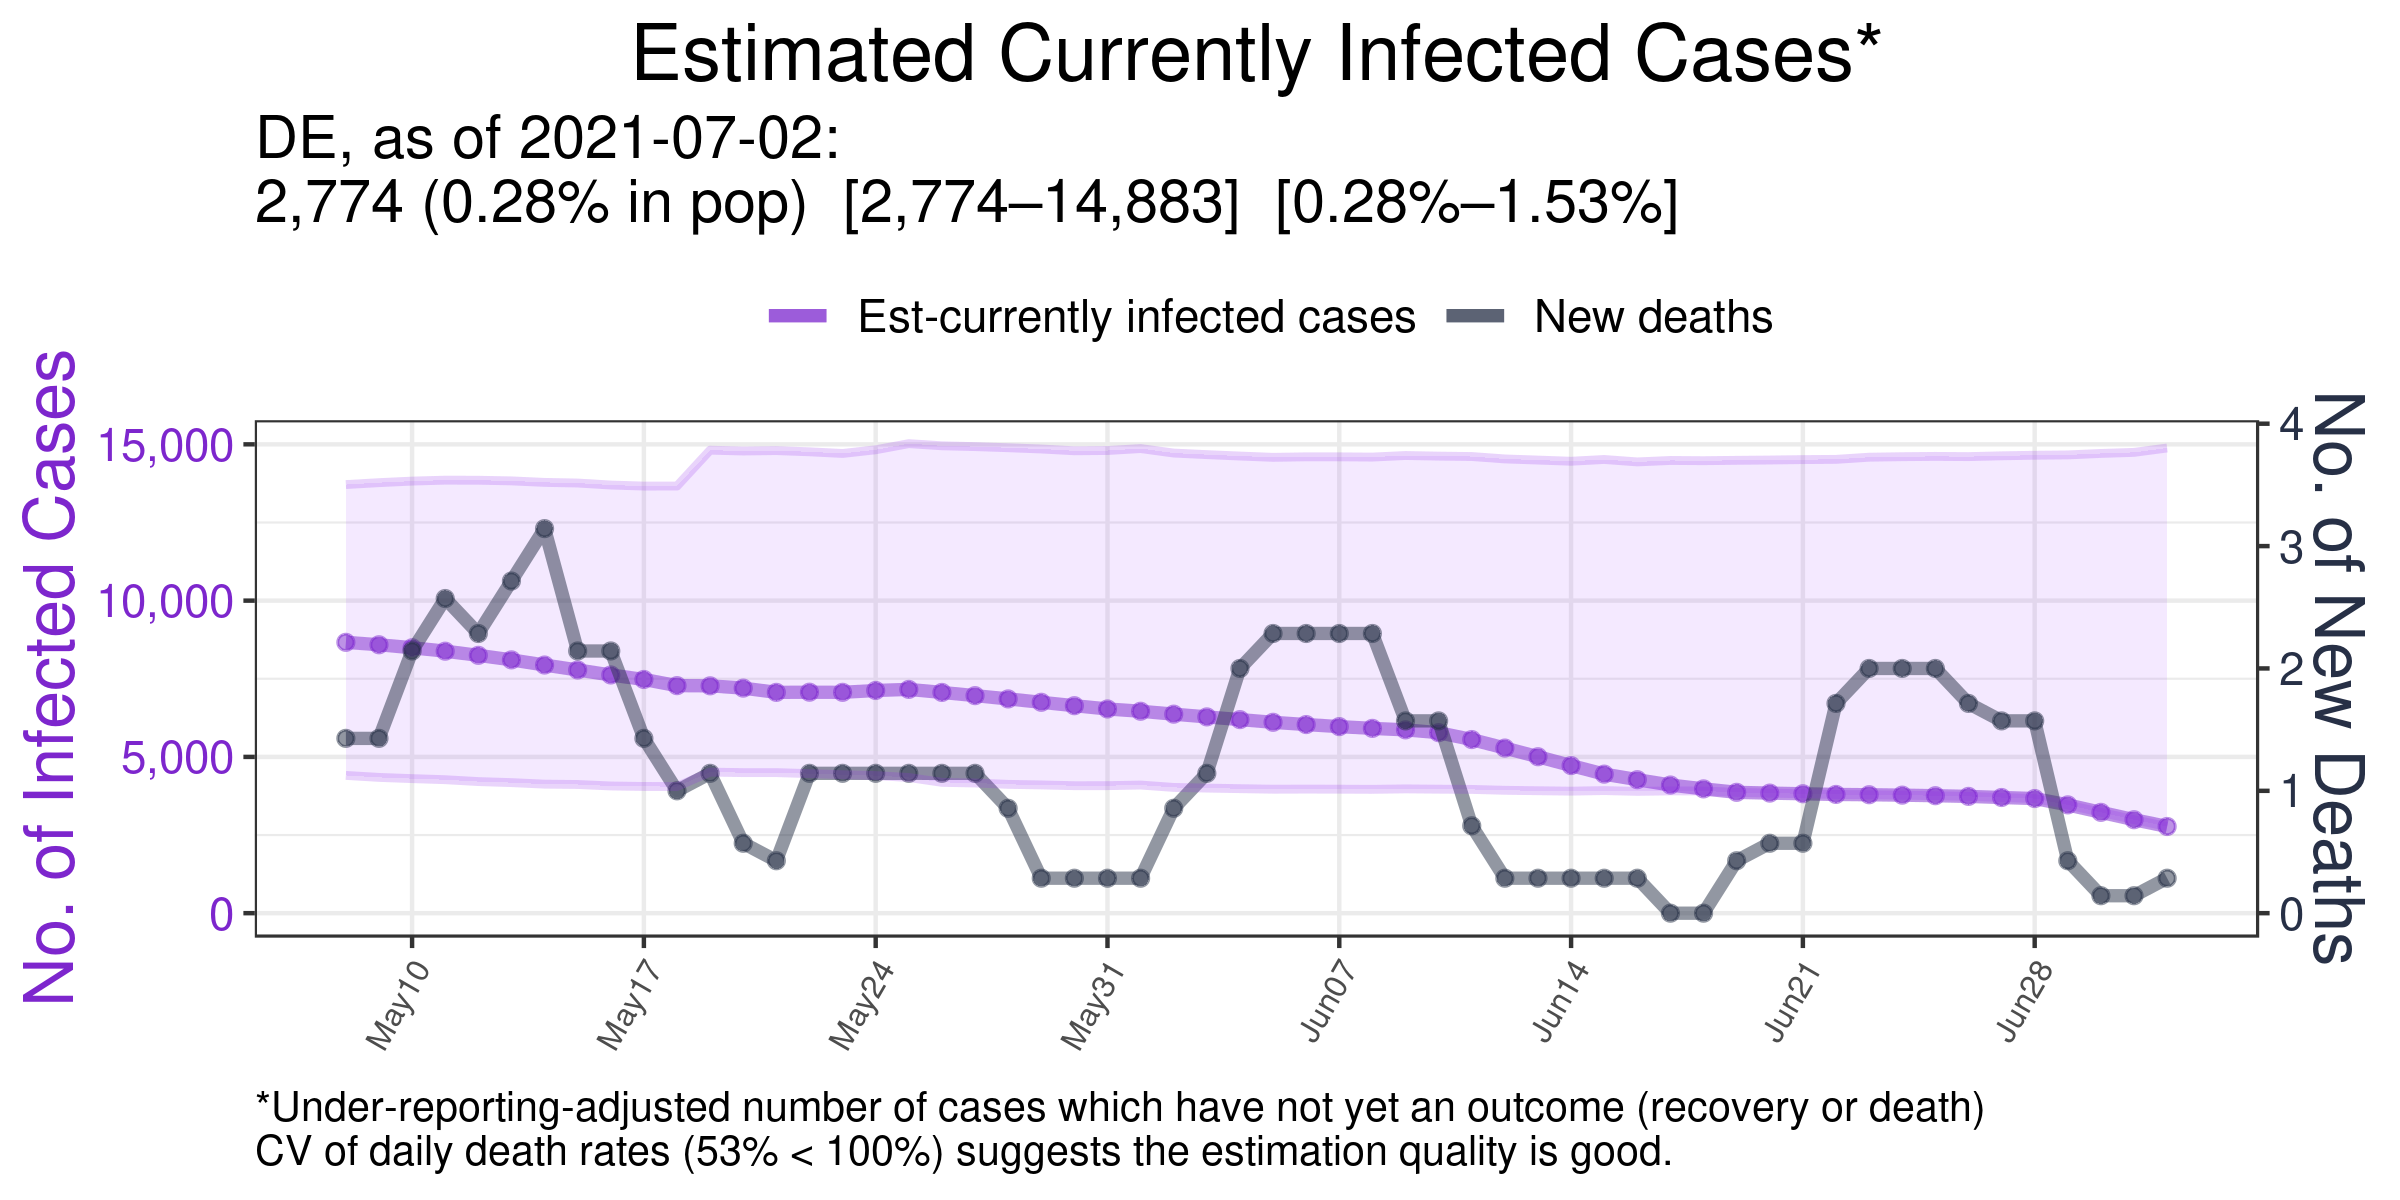 Estimated Currently Infected Cases*
DE, as of 2021-07-02:
2,774 (0.28% in pop)  [2,774–14,883]  [0.28%–1.53%]
Est-currently infected cases
New deaths
No. of Infected Cases
15,000
10,000
5,000
0
4
3
2
1
0
No. of New Deaths
May10
May17
May24
May31
Jun07
Jun14
Jun21
Jun28
*Under-reporting-adjusted number of cases which have not yet an outcome (recovery or death)
CV of daily death rates (53% < 100%) suggests the estimation quality is good.